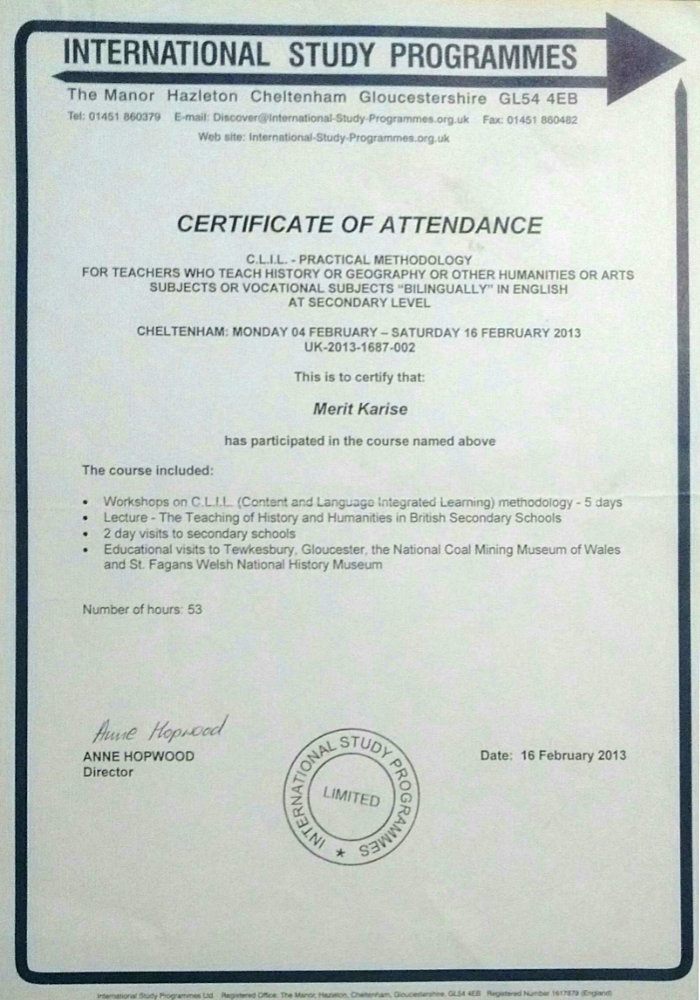 INTERNATIONAL STUDY PROGRAMMES
The Manor Hazleton Cheltenham Gloucestershire GL54 4EB
Tel: 01451 860379 E-mail: Discover@International-Study-Programmes.org.uk Fax: 01451 860482
Web site: International-Study-Programmes.org.uk
CERTIFICATE OF ATTENDANCE
C.L.I.L. - PRACTICAL METHODOLOGY
FOR TEACHERS WHO TEACH HISTORY OR GEOGRAPHY OR OTHER HUMANITIES OR ARTS
SUBJECTS OR VOCATIONAL SUBJECTS "BILINGUALLY" IN ENGLISH
AT SECONDARY LEVEL
CHELTENHAM: MONDAY 04 FEBRUARY – SATURDAY 16 FEBRUARY 2013
UK-2013-1687-002
This is to certify that:
Merit Karise
has participated in the course named above
The course included:
• Workshops on C.L.I.L. (Content and Language Integrated Learning) methodology - 5 days
• Lecture - The Teaching of History and Humanities in British Secondary Schools
• 2 day visits to secondary schools
• Educational visits to Tewkesbury, Gloucester, the National Coal Mining Museum of Wales
and St. Fagans Welsh National History Museum
Number of hours: 53
Anne Hopwood
ANNE HOPWOOD
Director
INTERNATIONAL STUDY PROGRAMMES
LIMITED
Date: 16 February 2013
International Study Programmes Ltd. Registered Office: The Manor, Hazleton, Cheltenham, Gloucestershire, GL54 4EB Registered Number 1617879 (England)